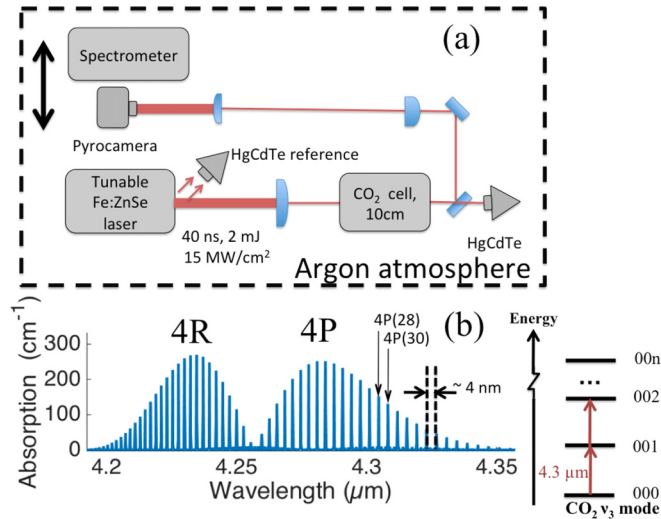 (a)
Spectrometer
Pyrocamera
HgCdTe reference
Tunable
Fe:ZnSe
laser
CO2 cell,
10cm
40 ns, 2 mJ
15 MW/cm²
HgCdTe
Argon atmosphere
(b)
Absorption (cm⁻¹)
300
200
100
0
4R
4P
4P(28)
4P(30)
~ 4 nm
4.2
4.25
4.3
4.35
Wavelength (µm)
Energy
00n
...
002
001
4.3 µm
000
CO2 ν3 mode